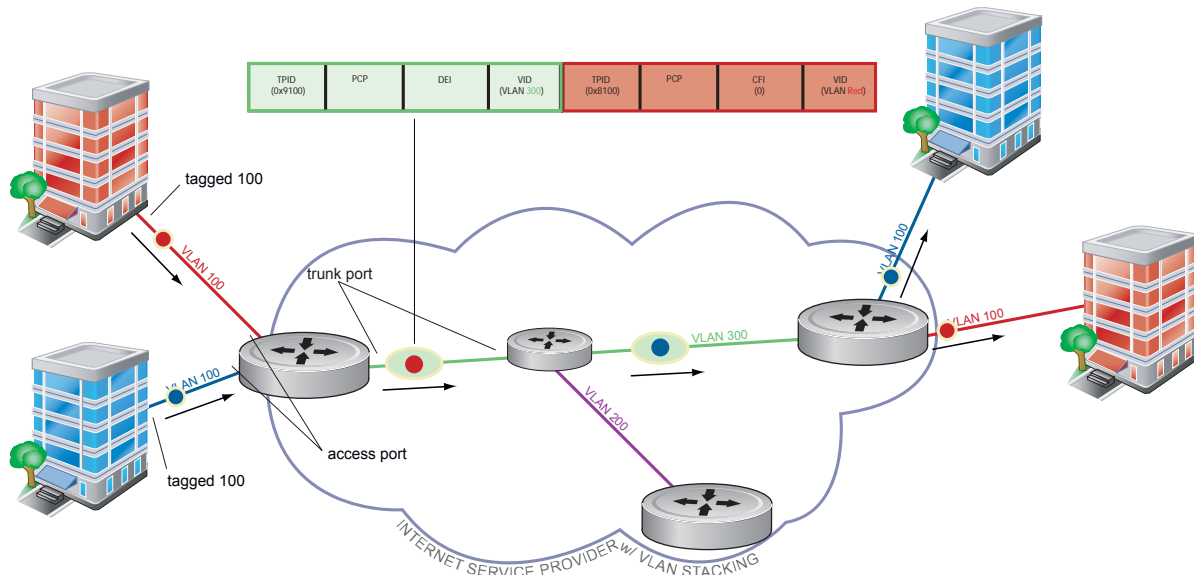 TPID
(0x9100)
PCP
DEI
VID
(VLAN 300)
TPID
(0x8100)
PCP
CFI
(0)
VID
(VLAN Red)
tagged 100
VLAN 100
trunk port
VLAN 100
VLAN 100
VLAN 300
VLAN 100
VLAN 200
access port
tagged 100
INTERNET SERVICE PROVIDER w/ VLAN STACKING